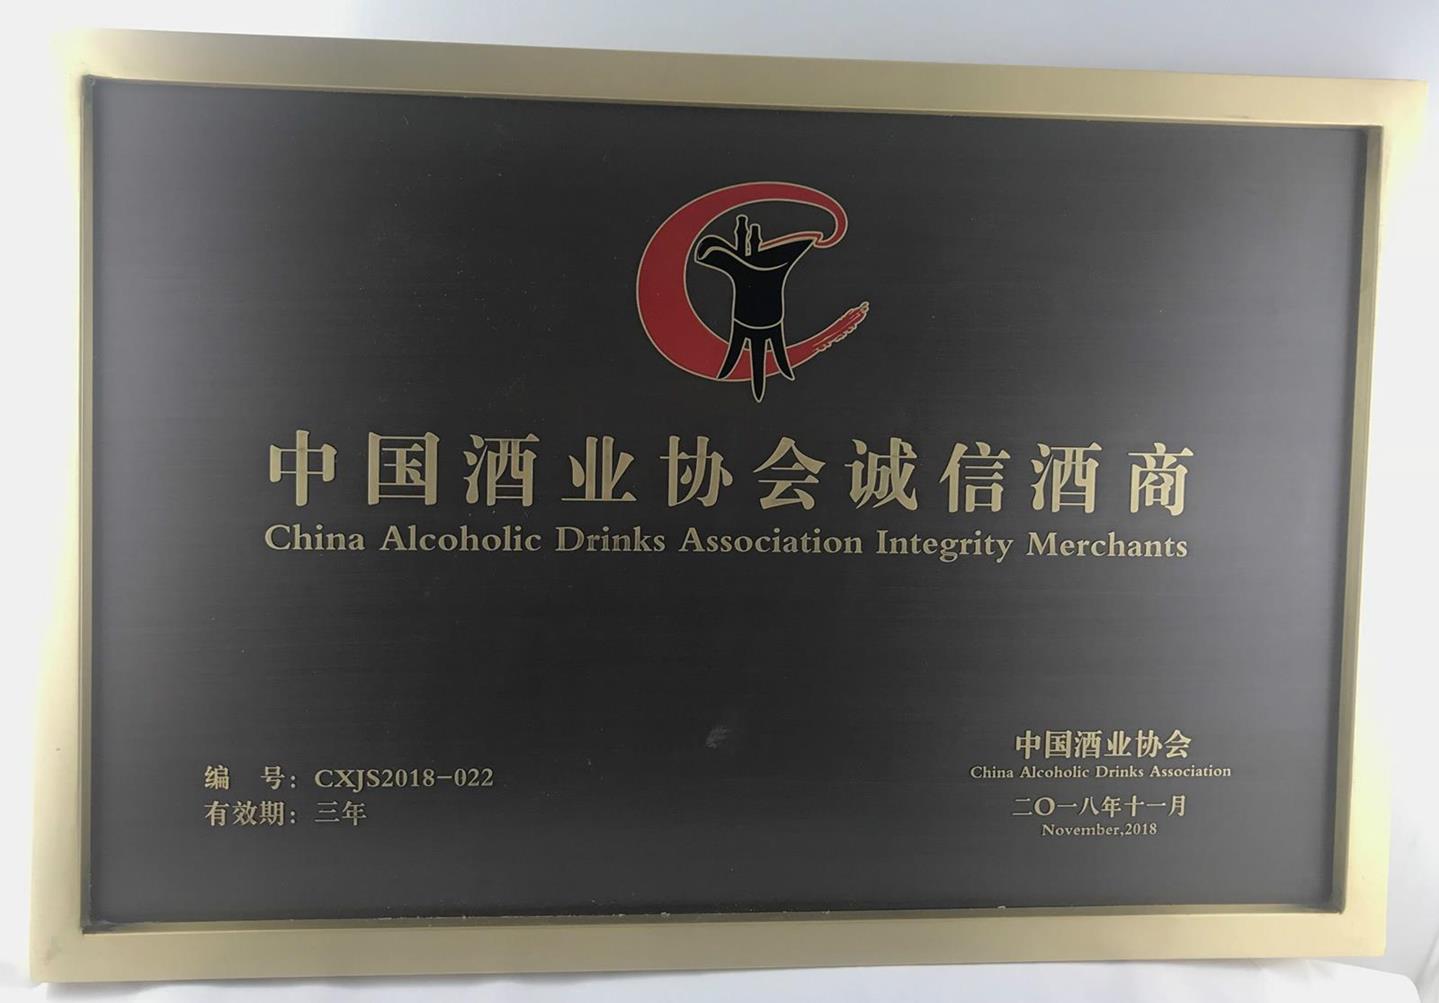 中国酒业协会诚信酒商
China Alcoholic Drinks Association Integrity Merchants
编 号：CXJS2018-022
有效期：三年
中国酒业协会
China Alcoholic Drinks Association
二〇一八年十一月
November,2018